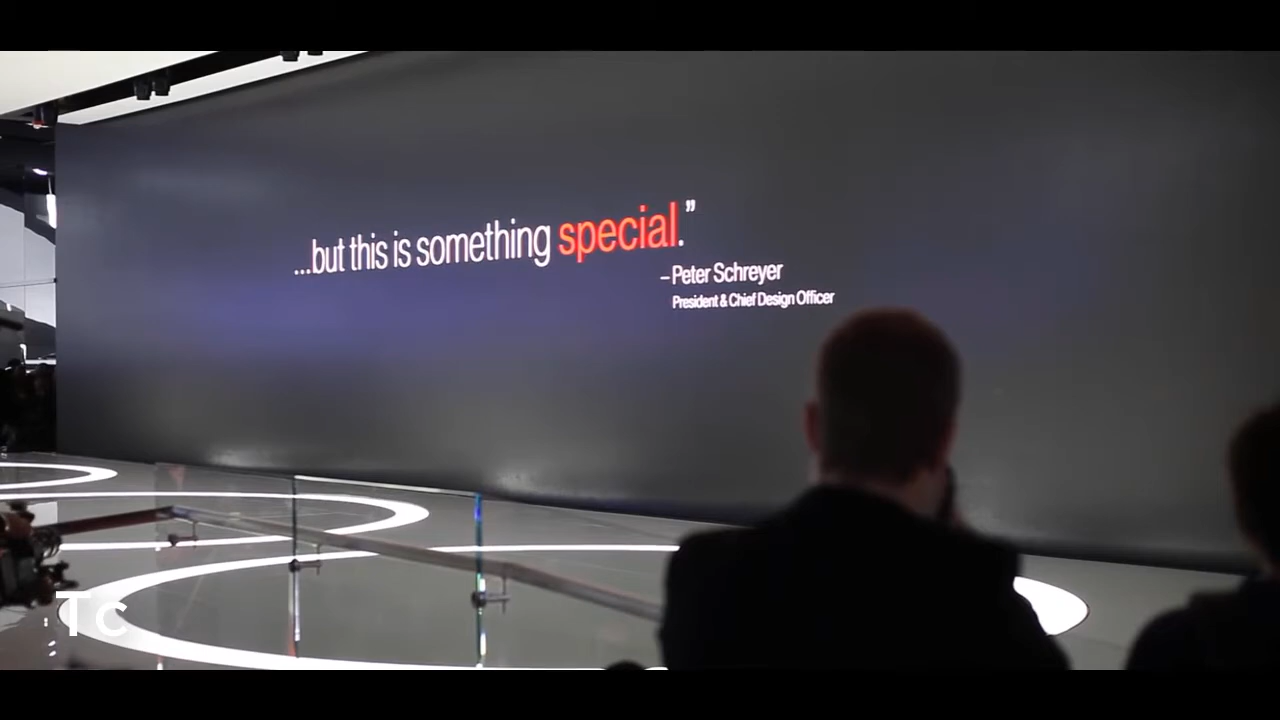 ...but this is something special.”
– Peter Schreyer
President & Chief Design Officer
Tc